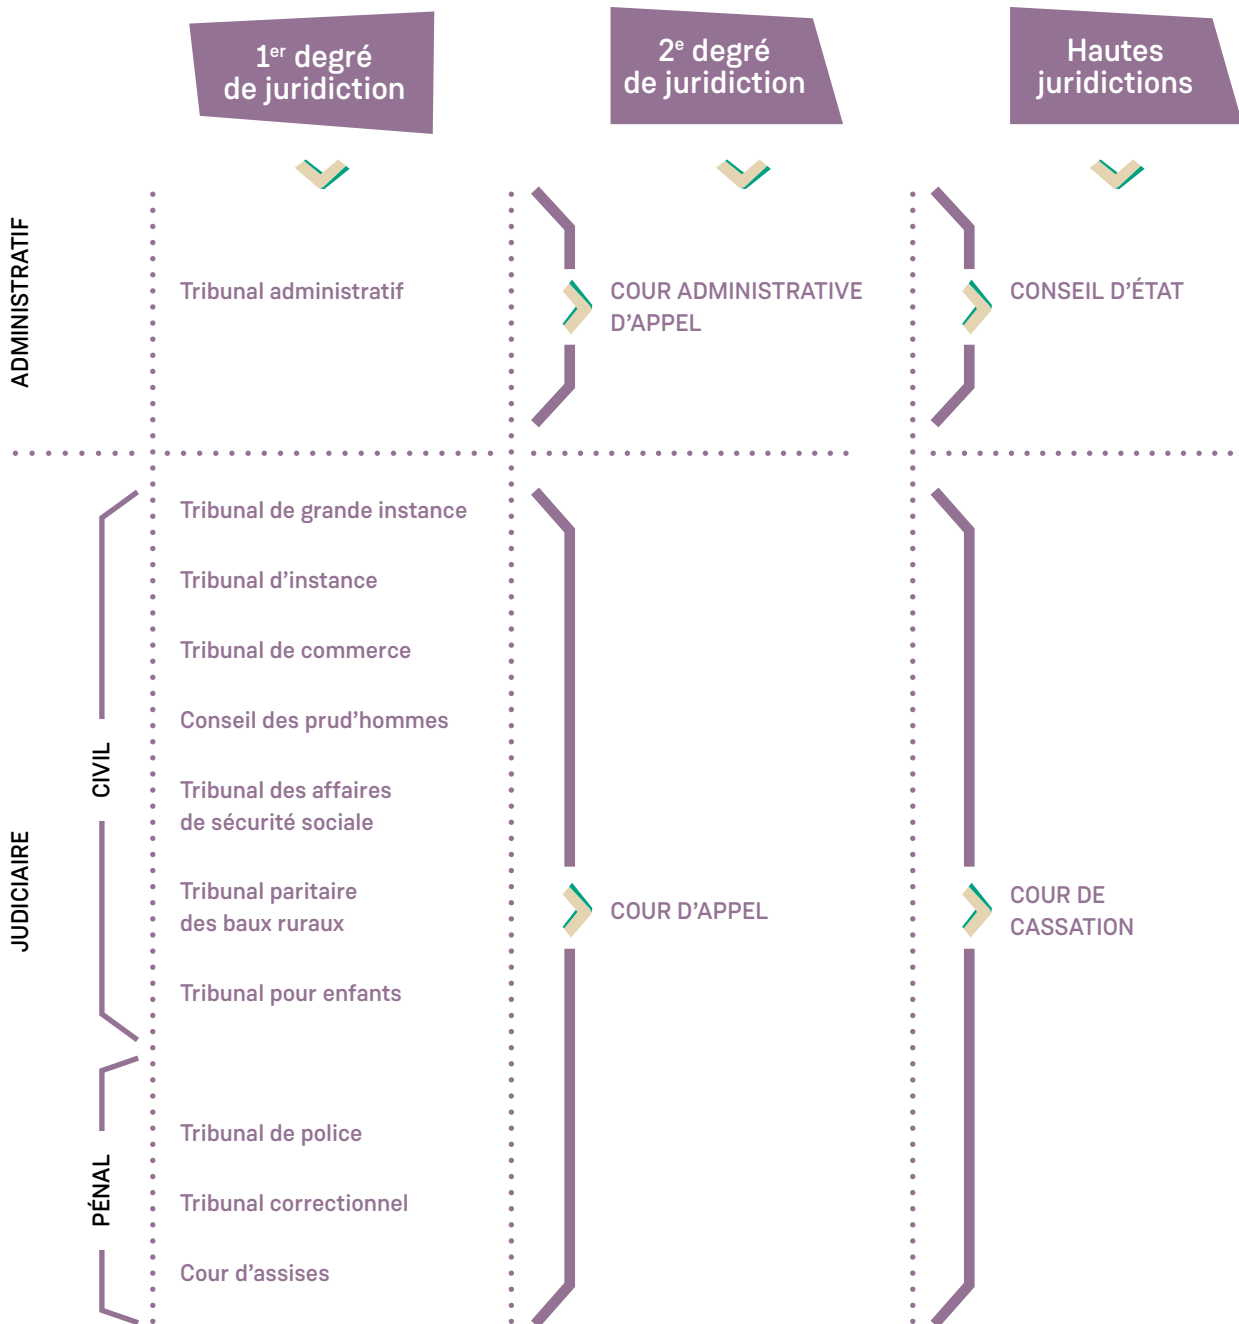 1er degré
de juridiction
2e degré
de juridiction
Hautes
juridictions
ADMINISTRATIF
Tribunal administratif
COUR ADMINISTRATIVE
D’APPEL
CONSEIL D’ÉTAT
JUDICIAIRE
CIVIL
Tribunal de grande instance
Tribunal d’instance
Tribunal de commerce
Conseil des prud’hommes
Tribunal des affaires
de sécurité sociale
Tribunal paritaire
des baux ruraux
Tribunal pour enfants
PÉNAL
Tribunal de police
Tribunal correctionnel
Cour d’assises
COUR D’APPEL
COUR DE
CASSATION